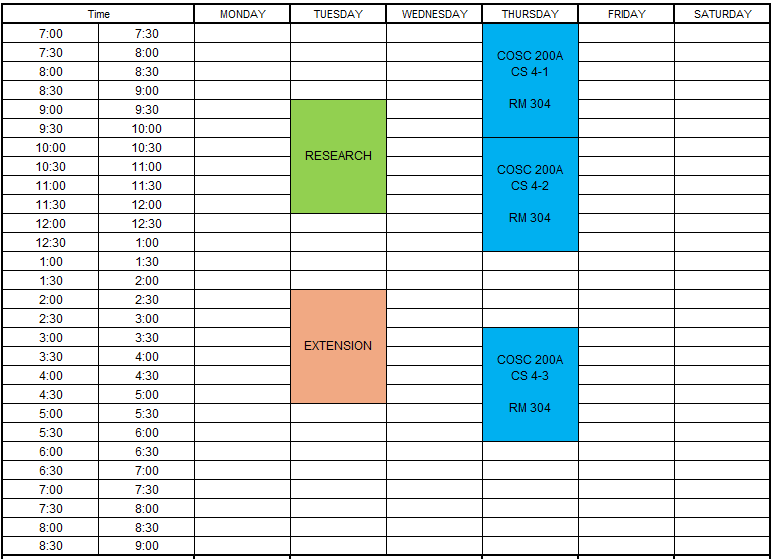 Time MONDAY TUESDAY WEDNESDAY THURSDAY FRIDAY SATURDAY
7:00 7:30
7:30 8:00
COSC 200A
8:00 8:30
CS 4-1
8:30 9:00
9:00 9:30
RM 304
9:30 10:00
10:00 10:30
RESEARCH
10:30 11:00
COSC 200A
11:00 11:30
CS 4-2
11:30 12:00
12:00 12:30
RM 304
12:30 1:00
1:00 1:30
1:30 2:00
2:00 2:30
2:30 3:00
3:00 3:30
EXTENSION
3:30 4:00
COSC 200A
4:00 4:30
CS 4-3
4:30 5:00
5:00 5:30
RM 304
5:30 6:00
6:00 6:30
6:30 7:00
7:00 7:30
7:30 8:00
8:00 8:30
8:30 9:00